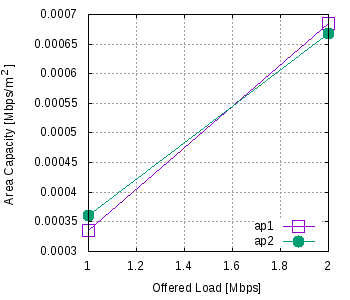 0.0007
0.00065
0.0006
0.00055
0.0005
0.00045
0.0004
0.00035
0.0003
Area Capacity [Mbps/m²]
ap1
ap2
1 1.2 1.4 1.6 1.8 2
Offered Load [Mbps]